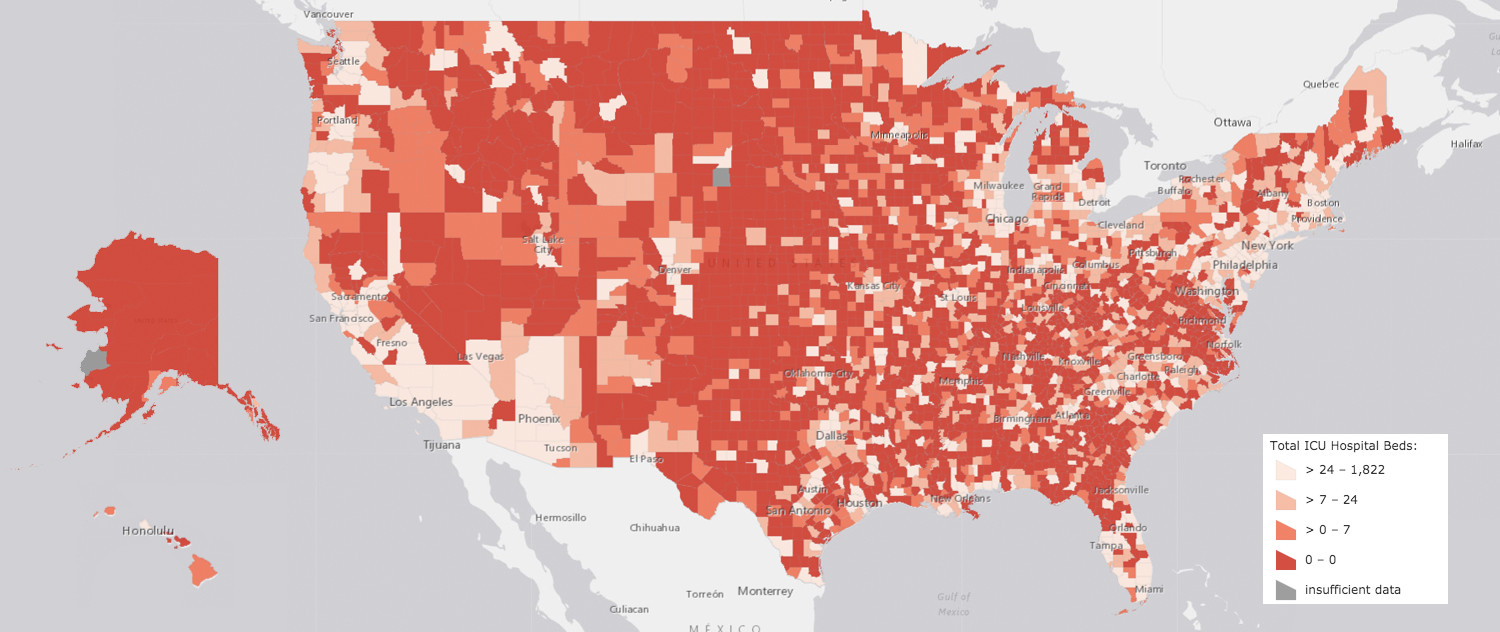 Vancouver
Seattle
Portland
Minneapolis
Quebec
Ottawa
Halifax
Toronto
Rochester
Buffalo
Albany
Boston
Providence
Milwaukee
Grand
Rapids
Detroit
Chicago
Cleveland
New York
Pittsburgh
Philadelphia
Salt Lake
City
Denver
UNITED STATES
Indianapolis
Columbus
Kansas City
Cincinnati
Washington
Sacramento
St Louis
Louisville
San Francisco
Richmond
Fresno
Las Vegas
Nashville
Knoxville
Norfolk
Greensboro
Raleigh
Oklahoma City
Memphis
Charlotte
Greenville
Los Angeles
Phoenix
Birmingham
Atlanta
Tijuana
Tucson
Dallas
El Paso
Total ICU Hospital Beds:
> 24 – 1,822
> 7 – 24
> 0 – 7
0 – 0
insufficient data
Austin
Houston
New Orleans
Jacksonville
San Antonio
Hermosillo
Chihuahua
Honolulu
Orlando
Tampa
Miami
Torreón
Monterrey
Culiacan
Gulf of
Mexico
MÉXICO